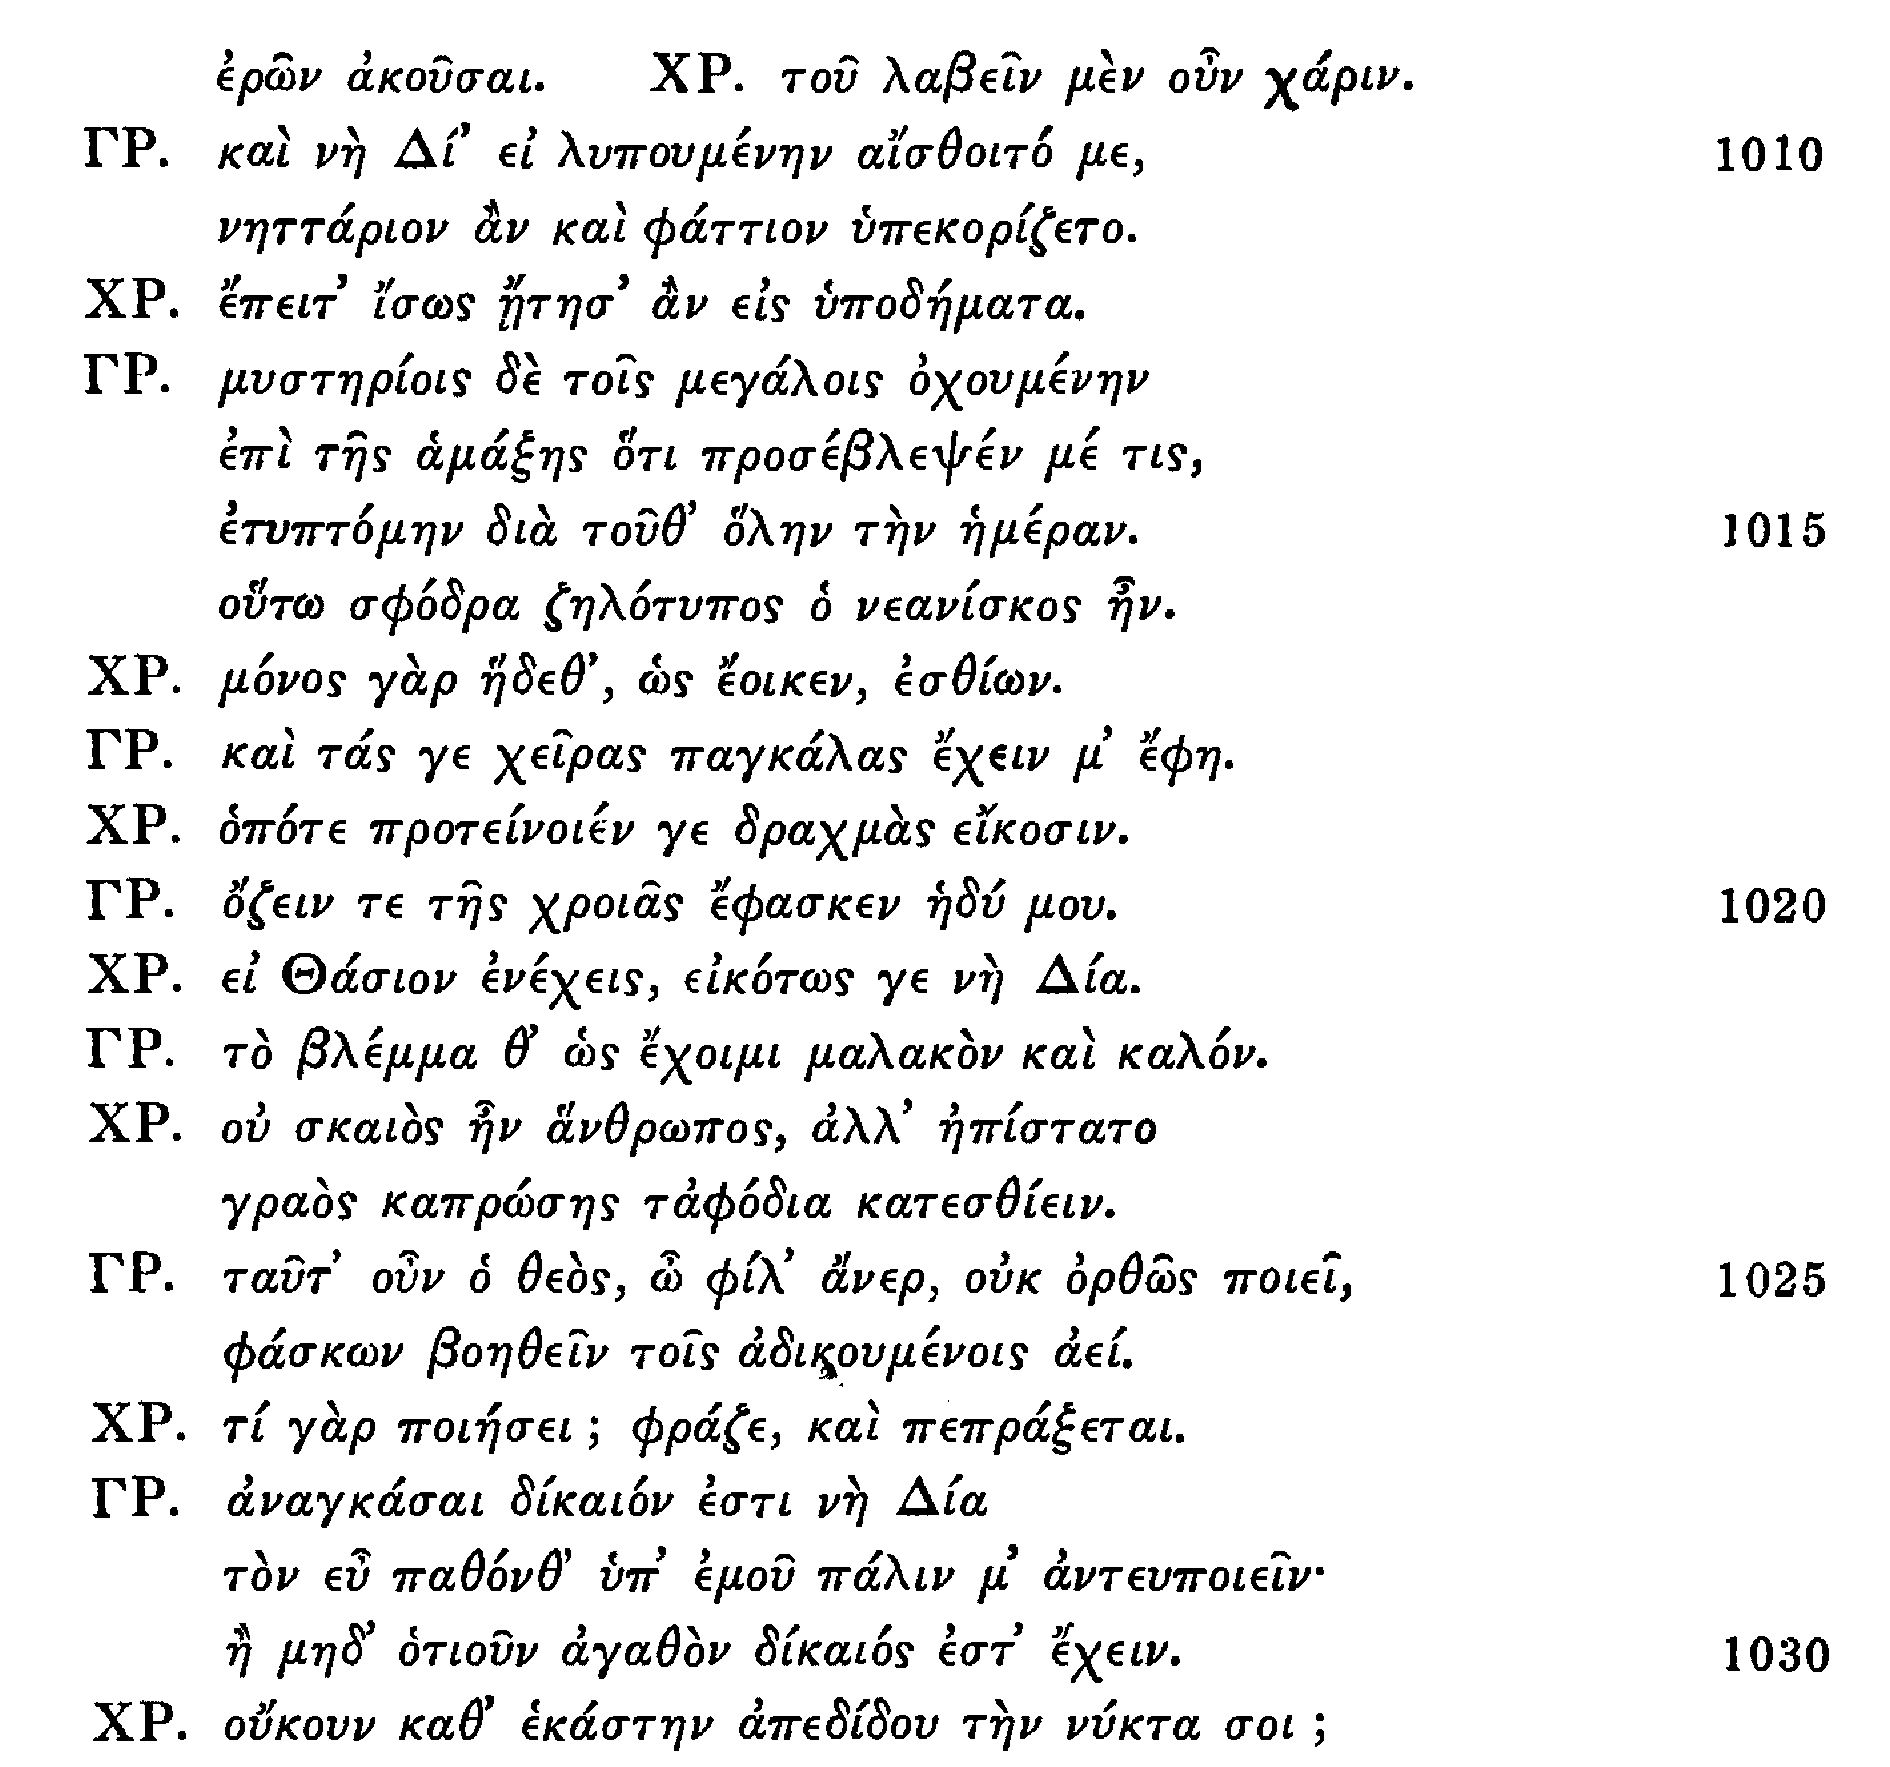 ἐρῶν ἀκοῦσαι. ΧΡ. τοῦ λαβεῖν μὲν οὖν χάριν.
ΓΡ. καὶ νὴ Δί’ εἰ λυπουμένην αἴσθοιτό με, 1010
νηττάριον ἂν καὶ φάττιον ὑπεκορίζετο.
ΧΡ. ἔπειτ’ ἴσως ᾔτησ’ ἂν εἰς ὑποδήματα.
ΓΡ. μυστηρίοις δὲ τοῖς μεγάλοις ὀχουμένην
ἐπὶ τῆς ἁμάξης ὅτι προσέβλεψέν μέ τις,
ἐτυπτόμην διὰ τοῦθ’ ὅλην τὴν ἡμέραν. 1015
οὕτω σφόδρα ζηλότυπος ὁ νεανίσκος ἦν.
ΧΡ. μόνος γὰρ ἥδεθ’, ὡς ἔοικεν, ἐσθίων.
ΓΡ. καὶ τάς γε χεῖρας παγκάλας ἔχειν μ’ ἔφη.
ΧΡ. ὁπότε προτείνοιέν γε δραχμὰς εἴκοσιν.
ΓΡ. ὄζειν τε τῆς χροιᾶς ἔφασκεν ἡδύ μου. 1020
ΧΡ. εἰ Θάσιον ἐνέχεις, εἰκότως γε νὴ Δία.
ΓΡ. τὸ βλέμμα θ’ ὡς ἔχοιμι μαλακὸν καὶ καλόν.
ΧΡ. οὐ σκαιὸς ἦν ἅνθρωπος, ἀλλ’ ἠπίστατο
γραὸς καπρώσης τἀφόδια κατεσθίειν.
ΓΡ. ταῦτ’ οὖν ὁ θεὸς, ὦ φίλ’ ἄνερ, οὐκ ὀρθῶς ποιεῖ, 1025
φάσκων βοηθεῖν τοῖς ἀδικουμένοις ἀεί.
ΧΡ. τί γὰρ ποιήσει ; φράζε, καὶ πεπράξεται.
ΓΡ. ἀναγκάσαι δίκαιόν ἐστι νὴ Δία
τὸν εὖ παθόνθ’ ὑπ’ ἐμοῦ πάλιν μ’ ἀντευποιεῖν·
ἢ μηδ’ ὁτιοῦν ἀγαθὸν δίκαιός ἐστ’ ἔχειν. 1030
ΧΡ. οὔκουν καθ’ ἑκάστην ἀπεδίδου τὴν νύκτα σοι ;